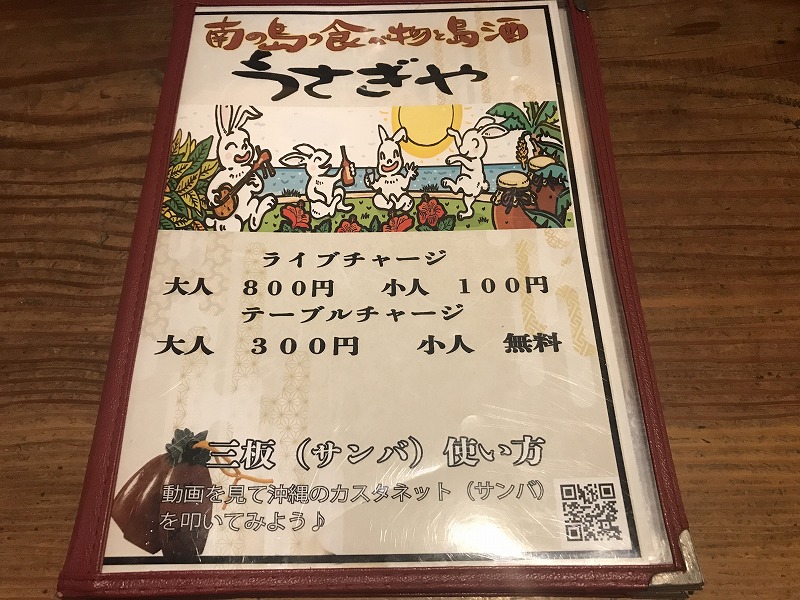 南の島の食べ物と島酒
うさぎや
ライブチャージ
大人 800円 小人 100円
テーブルチャージ
大人 300円 小人 無料
三板(サンバ)使い方
動画を見て沖縄のカスタネット(サンバ)
を叩いてみよう♪